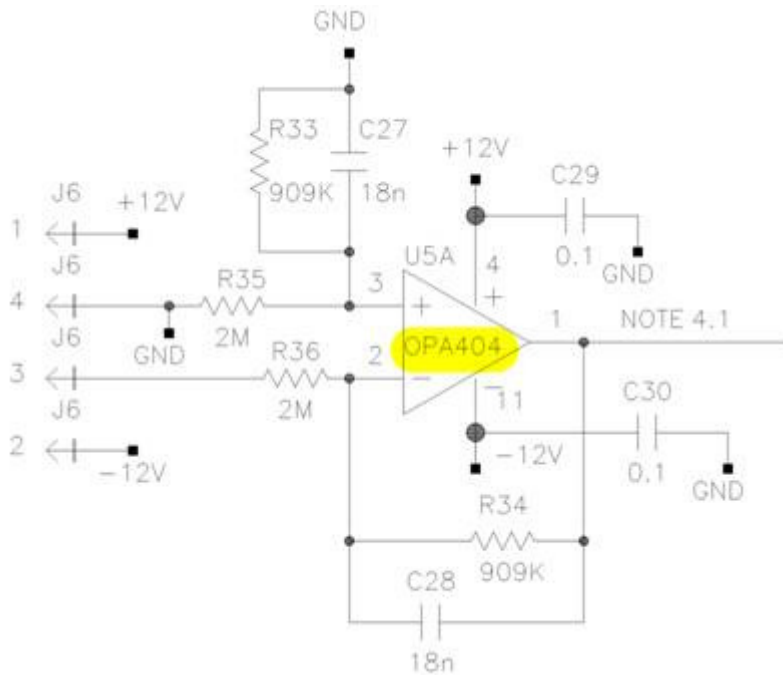 GND
R33
C27
909K
18n
+12V
C29
0.1
GND
J6
+12V
1
J6
R35
U5A
4
+
4
3
+
1
NOTE 4.1
J6
GND
2M
R36
2
OPA404
3
2M
−
−
11
C30
J6
2
−12V
−12V
0.1
GND
R34
909K
C28
18n